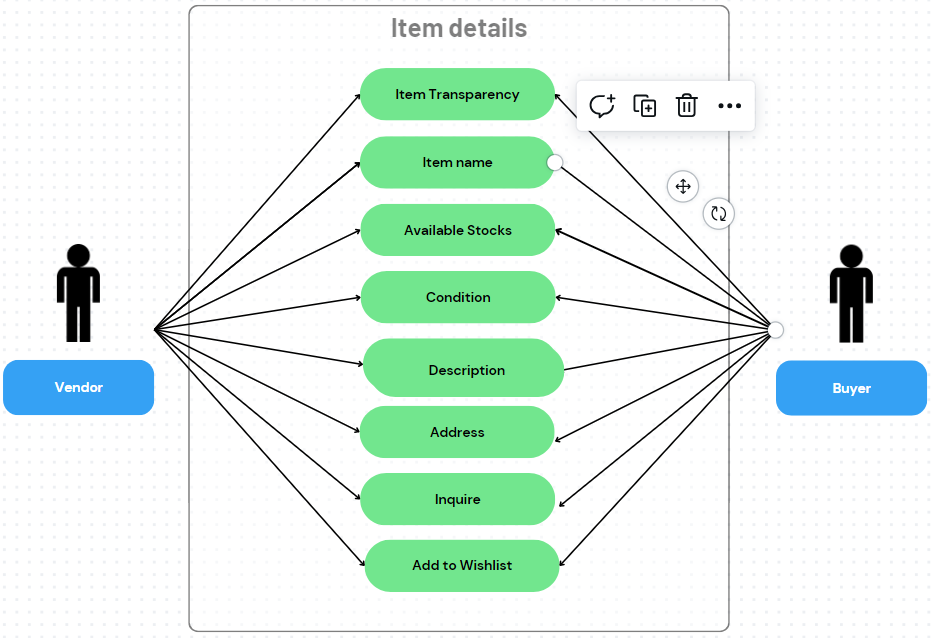 Item details
Item Transparency
Item name
Available Stocks
Condition
Description
Address
Inquire
Add to Wishlist
Vendor
Buyer